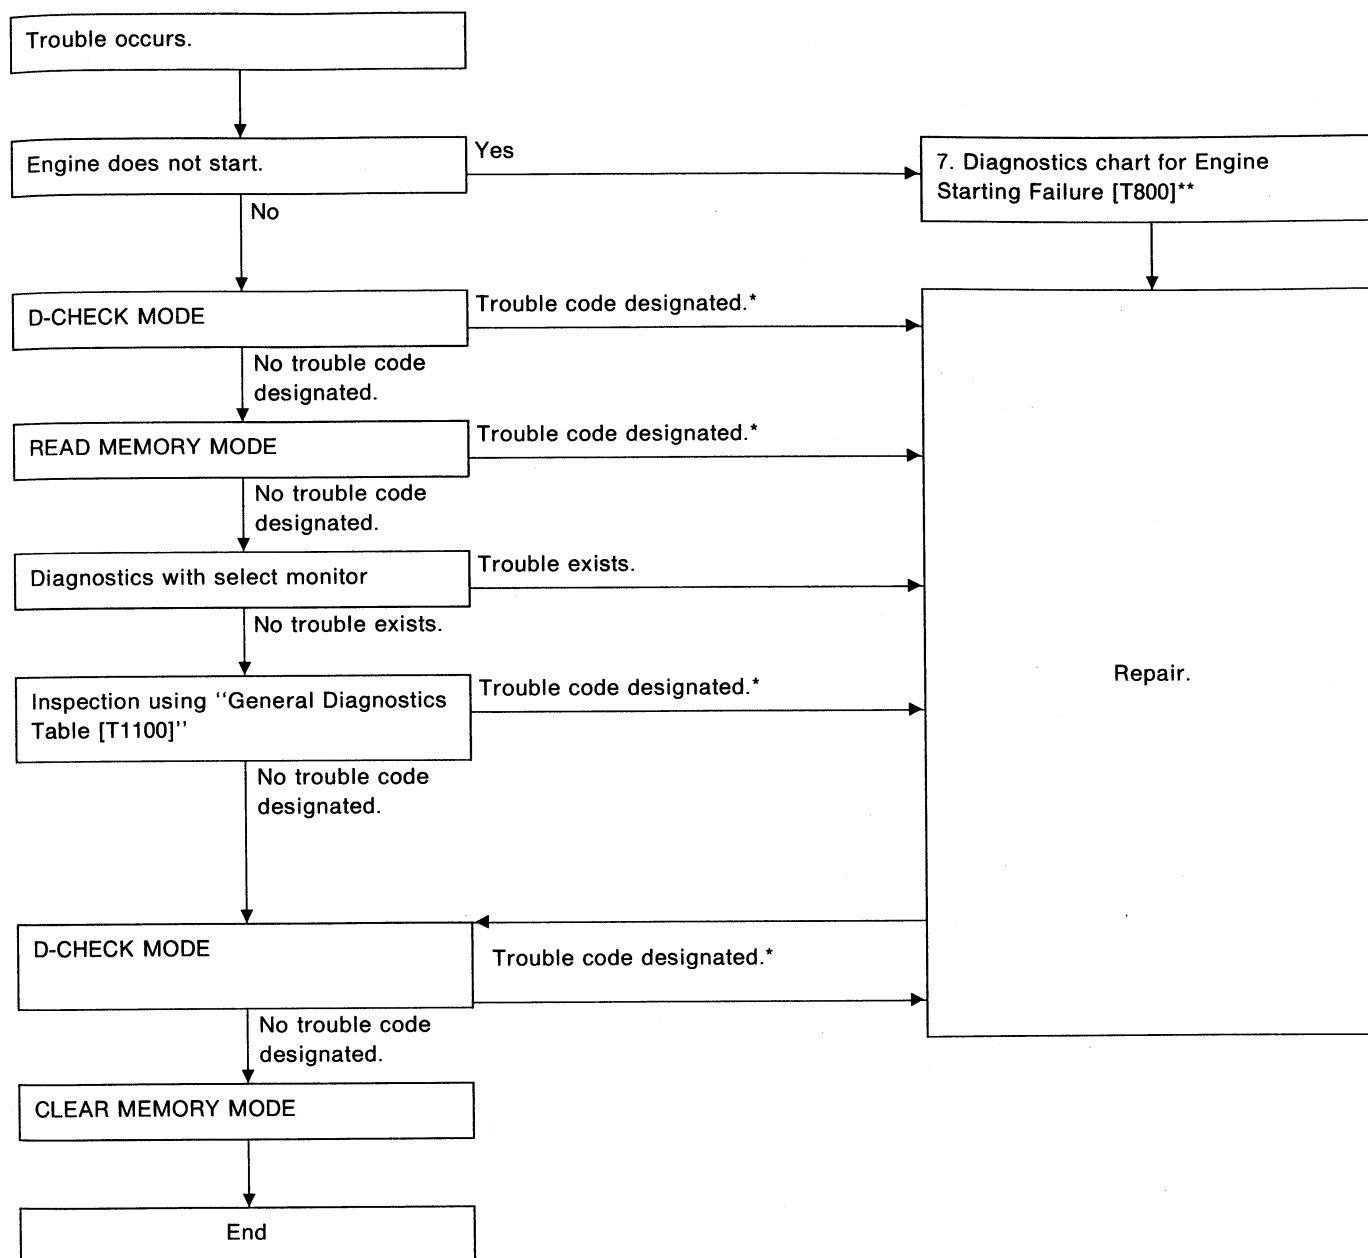 Trouble occurs.
Engine does not start.
Yes
7. Diagnostics chart for Engine
Starting Failure [T800]**
No
D-CHECK MODE
Trouble code designated.*
No trouble code
designated.
READ MEMORY MODE
Trouble code designated.*
No trouble code
designated.
Diagnostics with select monitor
Trouble exists.
No trouble exists.
Inspection using ‘‘General Diagnostics
Table [T1100]’’
Trouble code designated.*
Repair.
No trouble code
designated.
D-CHECK MODE
Trouble code designated.*
No trouble code
designated.
CLEAR MEMORY MODE
End